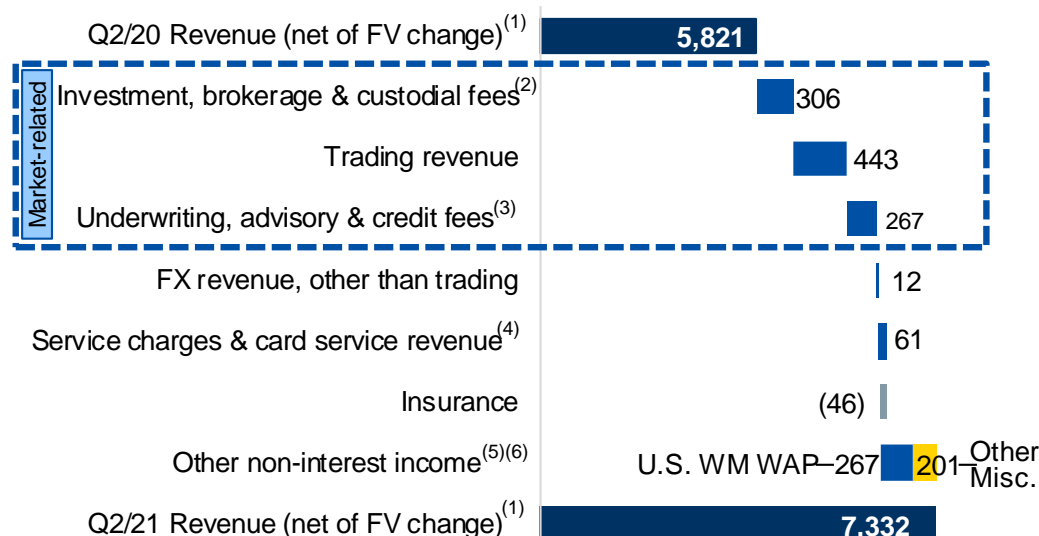 Q2/20 Revenue (net of FV change)(1) 5,821
Market-related
Investment, brokerage & custodial fees(2) 306
Trading revenue 443
Underwriting, advisory & credit fees(3) 267
FX revenue, other than trading 12
Service charges & card service revenue(4) 61
Insurance (46)
Other non-interest income(5)(6) U.S. WM WAP 267 201 Other
Misc.
Q2/21 Revenue (net of FV change)(1) 7,332